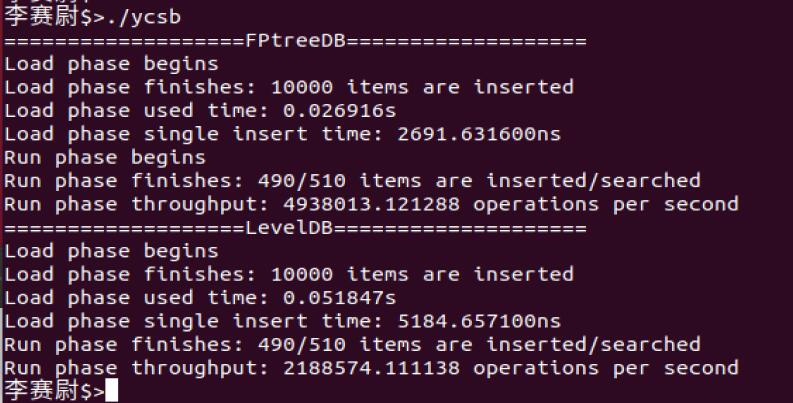 李赛尉$>./ycsb
===================FPtreeDB===================
Load phase begins
Load phase finishes: 10000 items are inserted
Load phase used time: 0.026916s
Load phase single insert time: 2691.631600ns
Run phase begins
Run phase finishes: 490/510 items are inserted/searched
Run phase throughput: 4938013.121288 operations per second
===================LevelDB====================
Load phase begins
Load phase finishes: 10000 items are inserted
Load phase used time: 0.051847s
Load phase single insert time: 5184.657100ns
Run phase finishes: 490/510 items are inserted/searched
Run phase throughput: 2188574.111138 operations per second
李赛尉$>